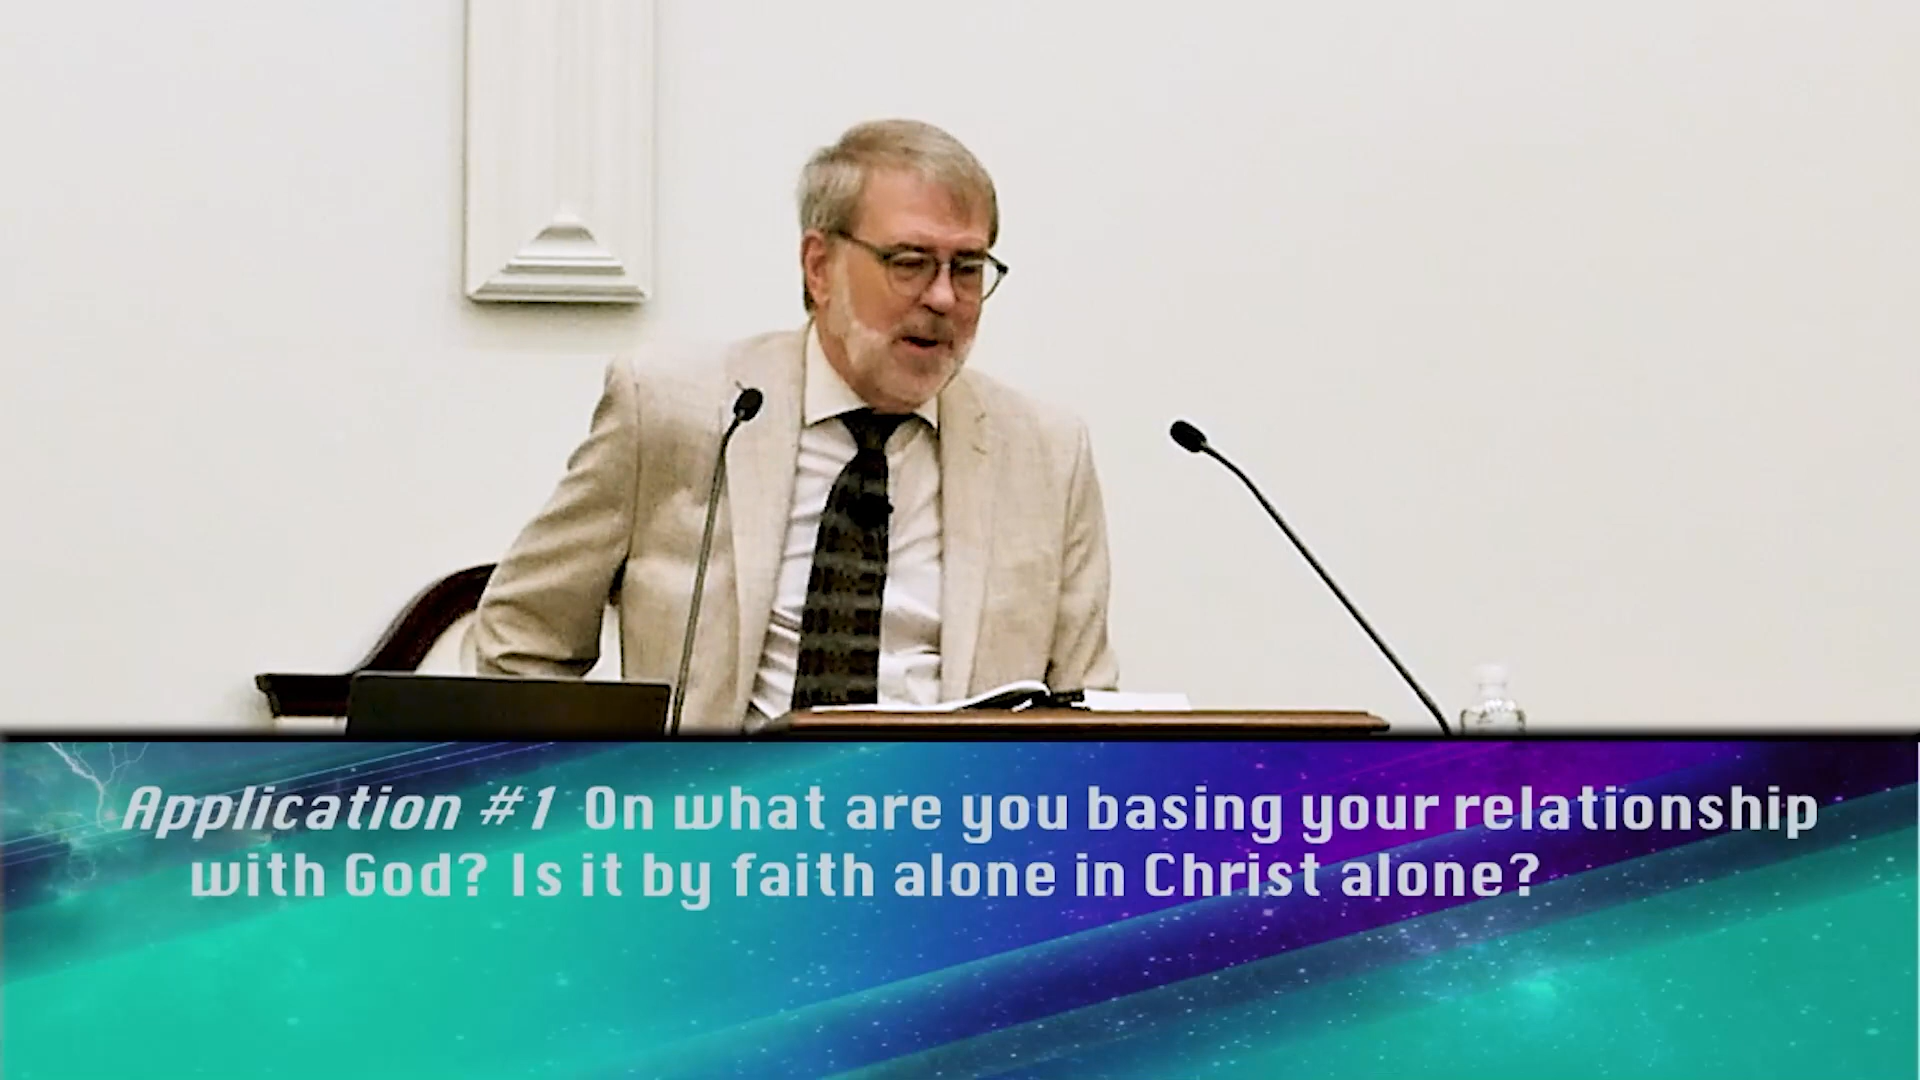 Application #1 On what are you basing your relationship
with God? Is it by faith alone in Christ alone?